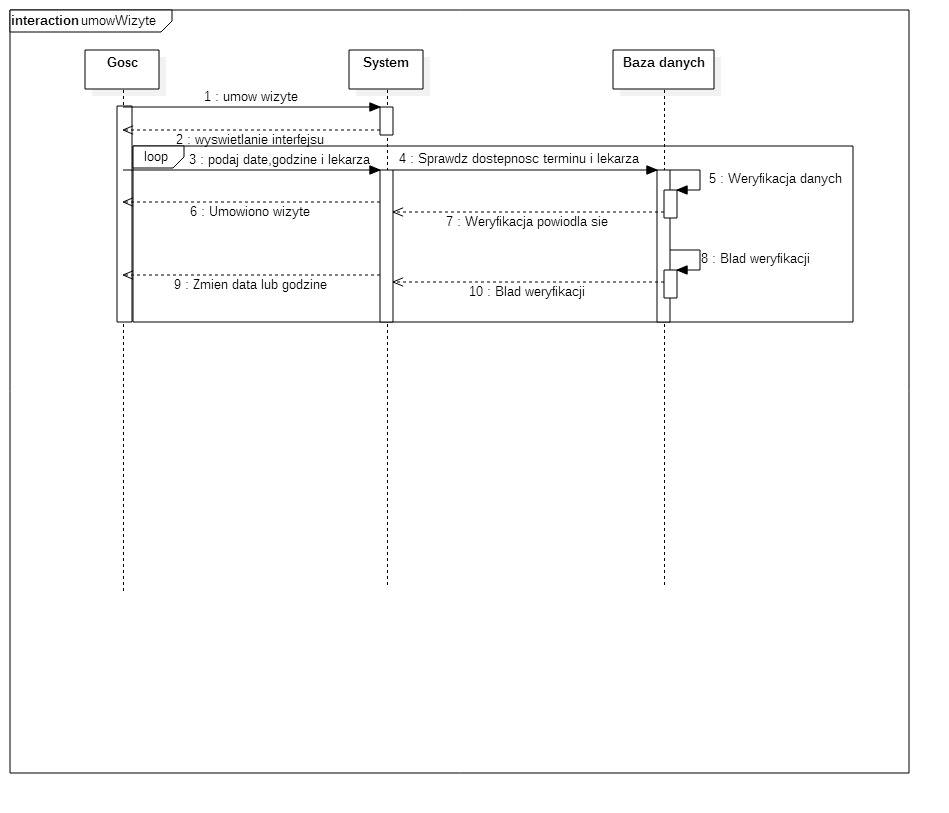 interaction umowWizyte
Gosc
System
Baza danych
1 : umow wizyte
2 : wyswietlanie interfejsu
loop
3 : podaj date,godzine i lekarza
4 : Sprawdz dostepnosc terminu i lekarza
5 : Weryfikacja danych
6 : Umowiono wizyte
7 : Weryfikacja powiodla sie
8 : Blad weryfikacji
9 : Zmien data lub godzine
10 : Blad weryfikacji